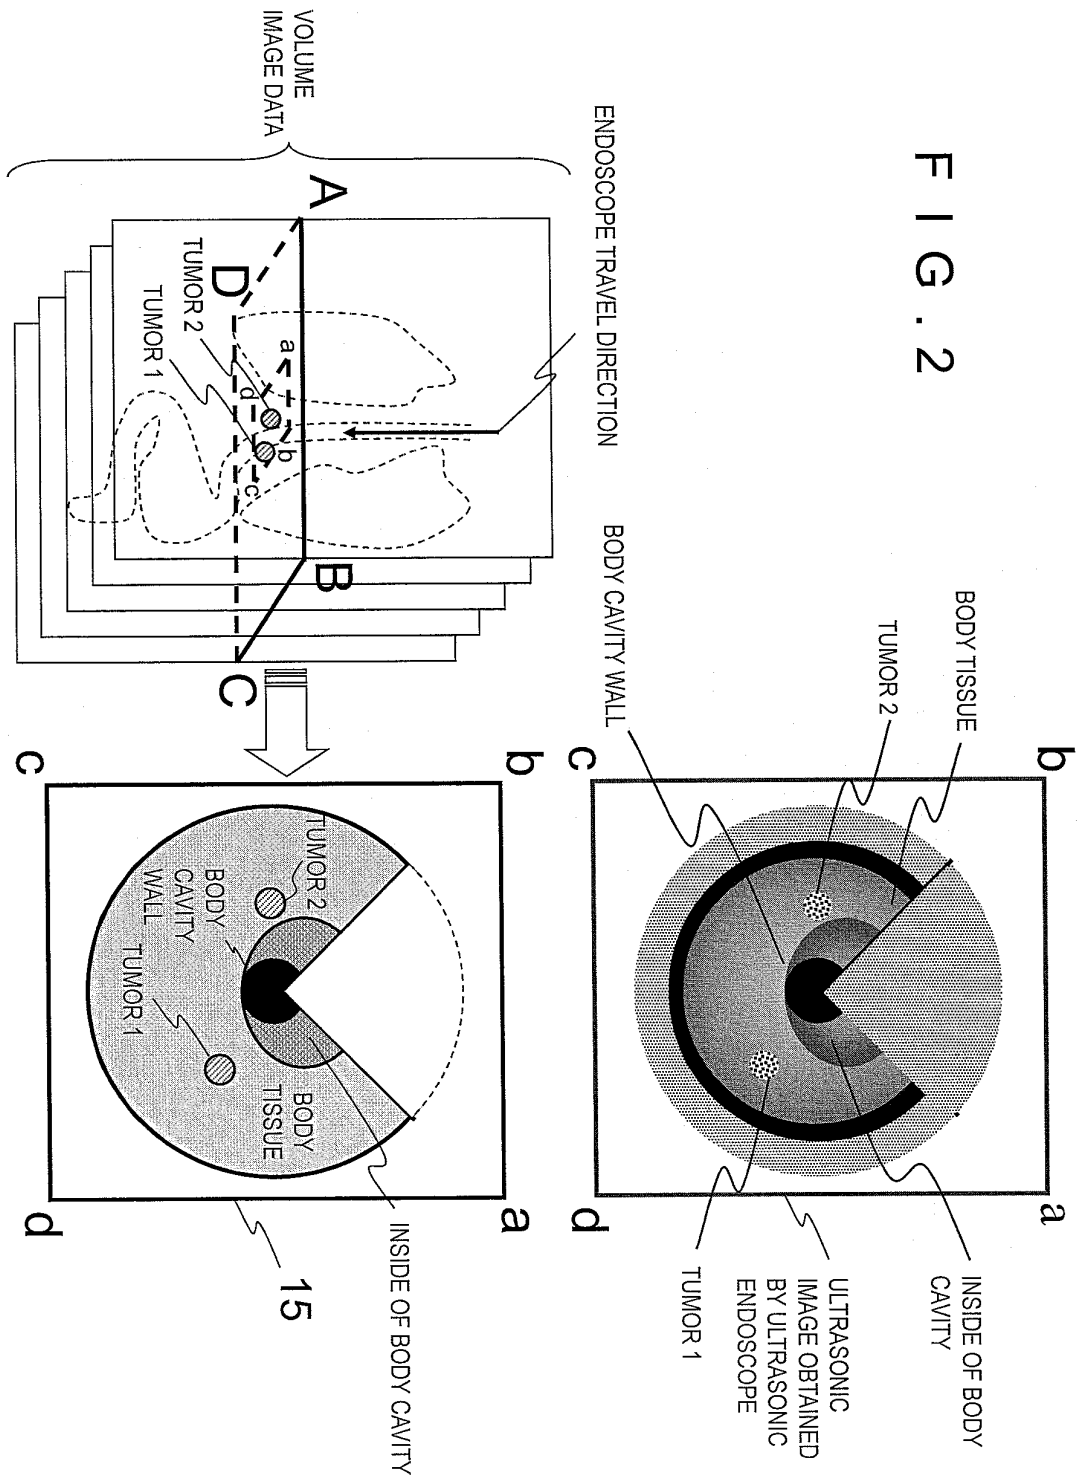 FIG. 2
ENDOSCOPE TRAVEL DIRECTION
VOLUME
IMAGE DATA
A
B
C
D
a
b
c
d
TUMOR 2
TUMOR 1
b
a
c
d
BODY TISSUE
TUMOR 2
BODY CAVITY WALL
INSIDE OF BODY
CAVITY
ULTRASONIC
IMAGE OBTAINED
BY ULTRASONIC
ENDOSCOPE
TUMOR 1
b
a
c
d
TUMOR 2
BODY
CAVITY
WALL
TUMOR 1
BODY
TISSUE
INSIDE OF BODY CAVITY
15